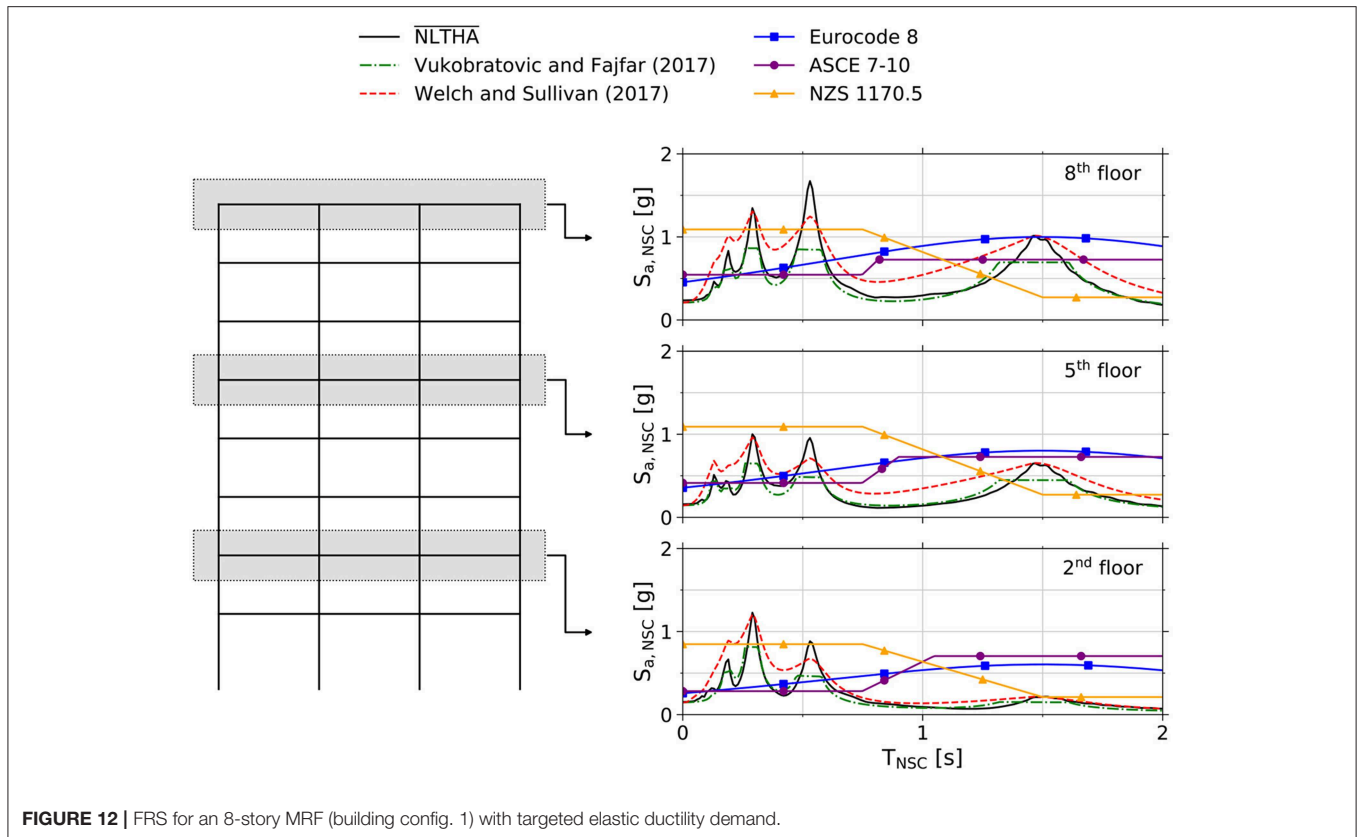 NLTHA
Vukobratovic and Fajfar (2017)
Welch and Sullivan (2017)
Eurocode 8
ASCE 7-10
NZS 1170.5
2
1
0
Sa, NSC [g]
8th floor
2
1
0
Sa, NSC [g]
5th floor
2
1
0
Sa, NSC [g]
2nd floor
0 1 2
TNSC [s]
FIGURE 12 | FRS for an 8-story MRF (building config. 1) with targeted elastic ductility demand.